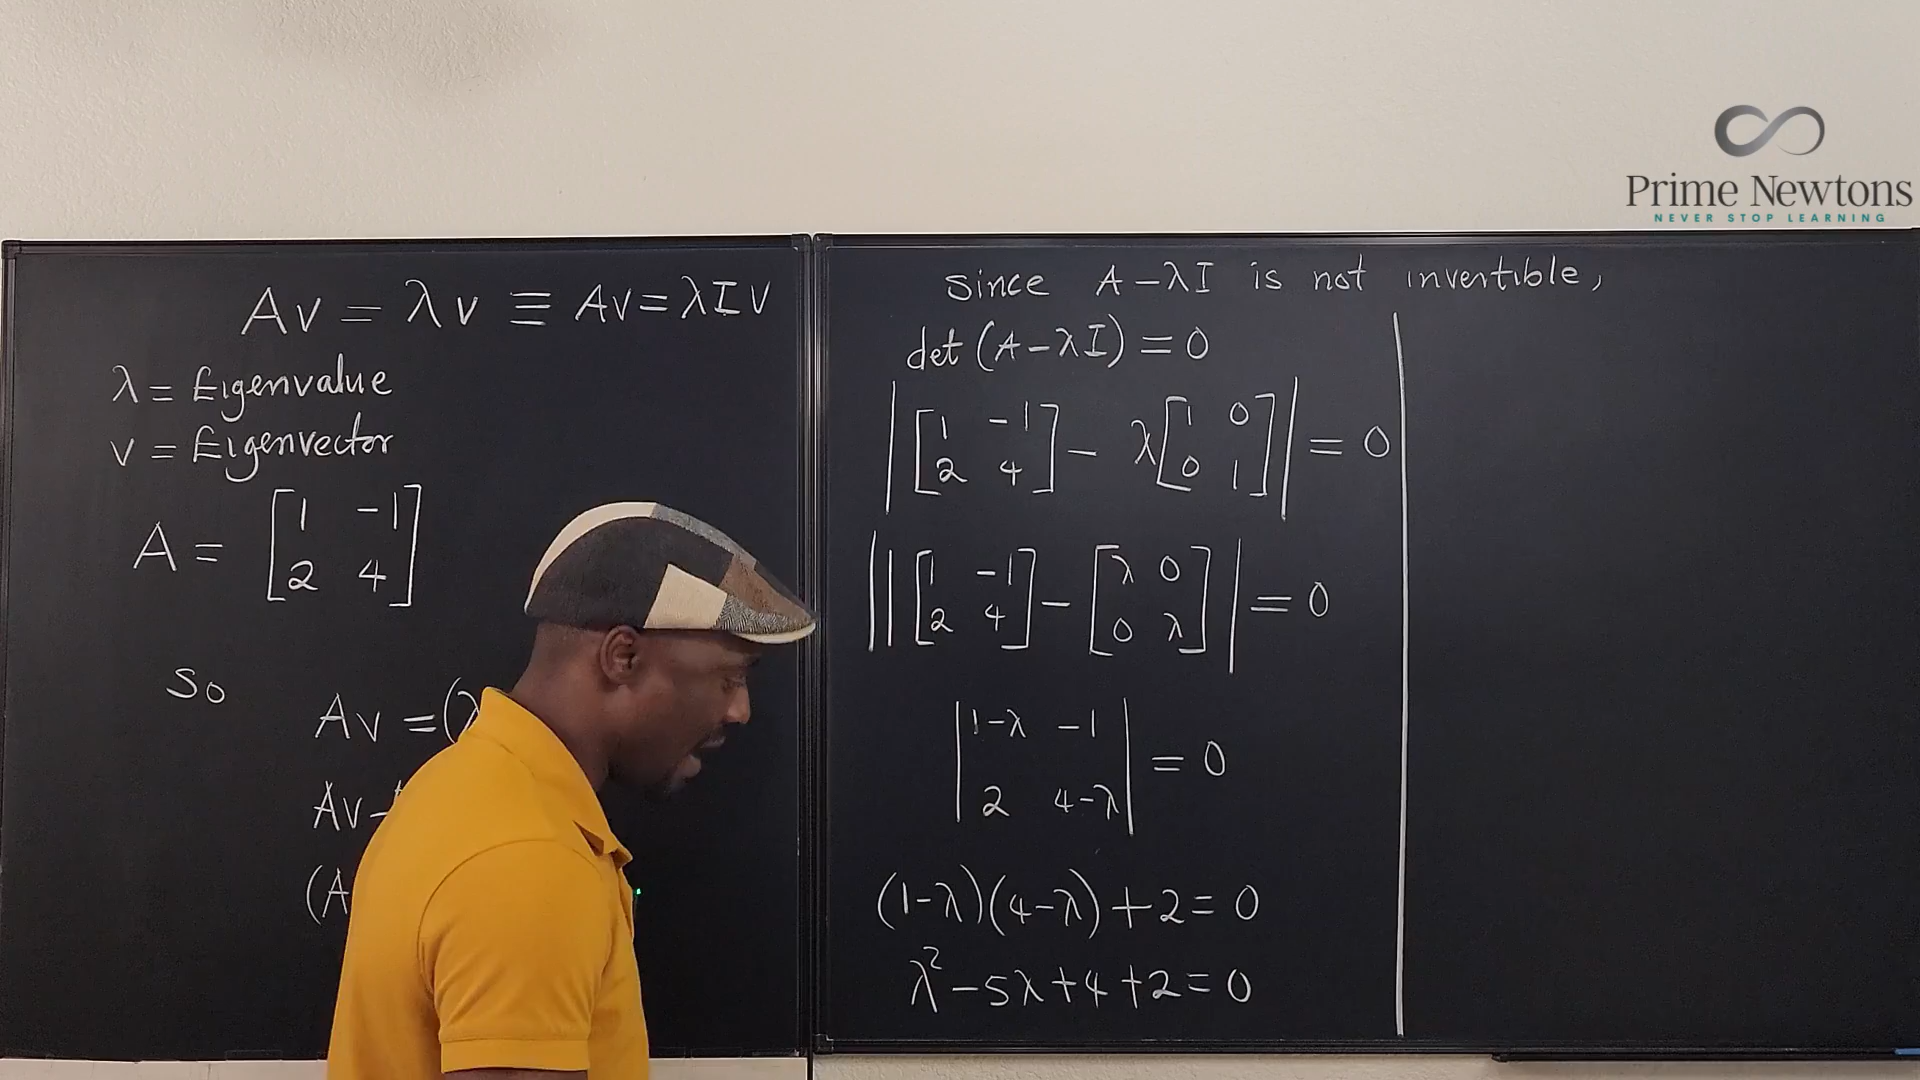 Prime Newtons
NEVER STOP LEARNING
Av = λv ≡ Av = λIv
λ = Eigenvalue
v = Eigenvector
A = [1 -1
2 4]
So
Av = (λ
Av -
(A
since A-λI is not invertible,
det (A-λI) = 0
|[1 -1
2 4] - λ[1 0
0 1]| = 0
||[1 -1
2 4] - [λ 0
0 λ]| = 0
|1-λ -1
2 4-λ| = 0
(1-λ)(4-λ) + 2 = 0
λ² - 5λ + 4 + 2 = 0